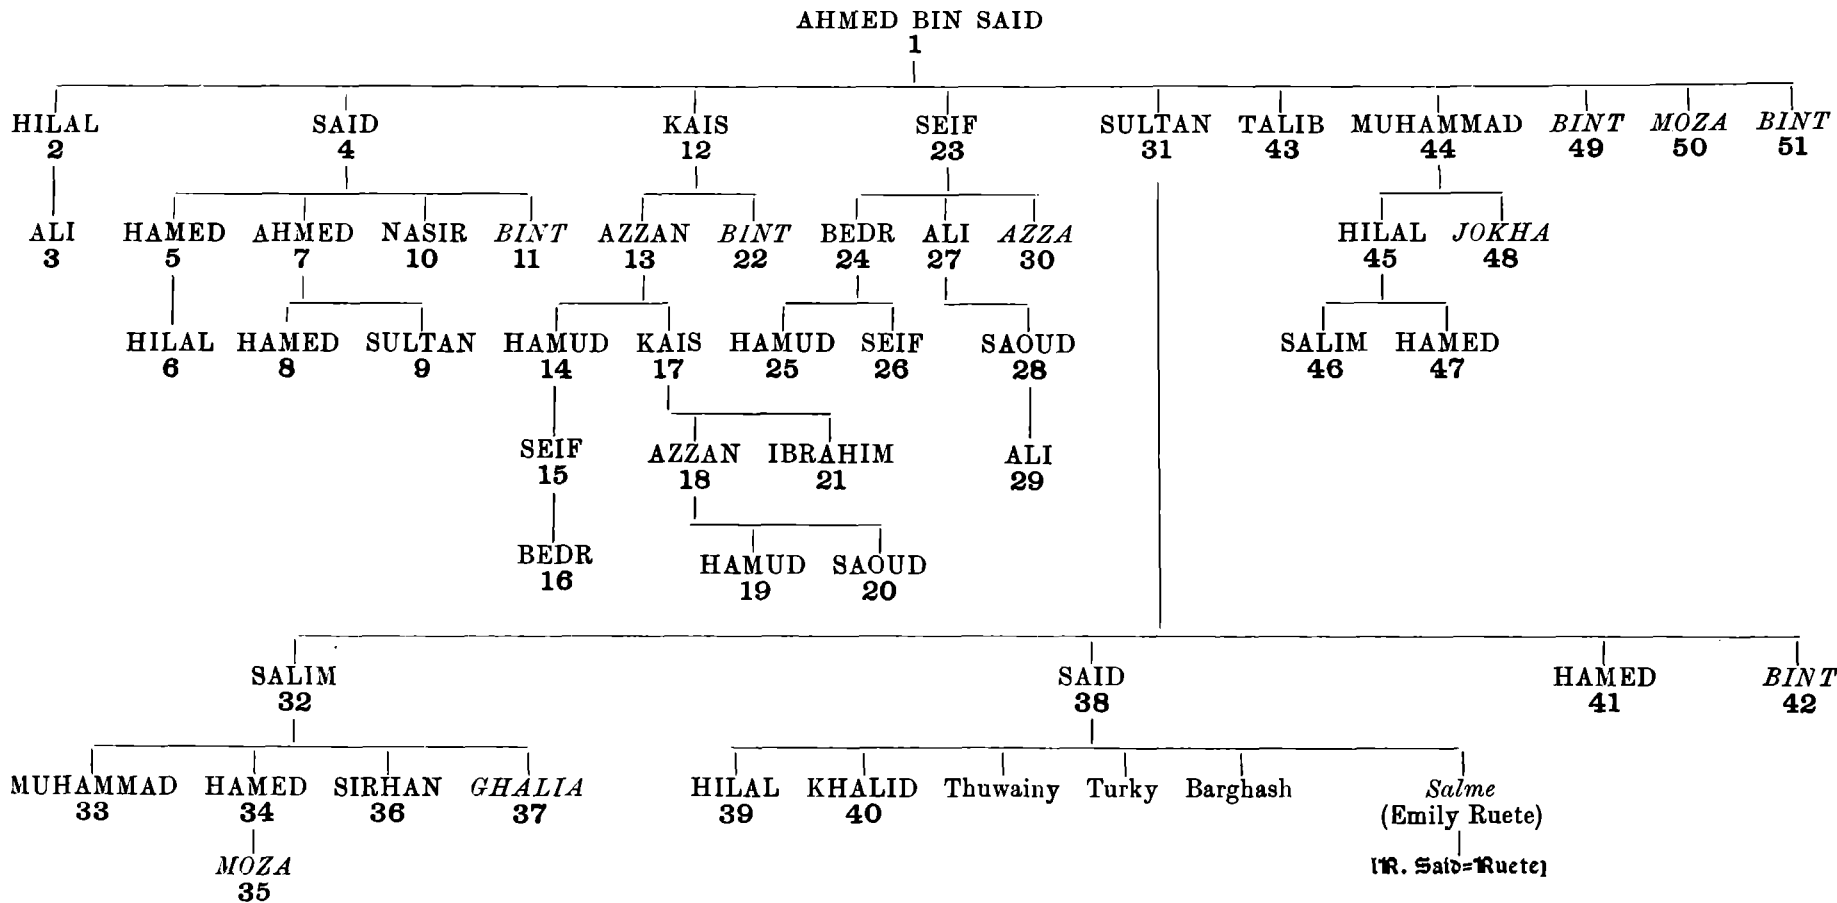 AHMED BIN SAID
1
HILAL SAID KAIS SEIF SULTAN TALIB MUHAMMAD BINT MOZA BINT
2 4 12 23 31 43 44 49 50 51
ALI HAMED AHMED NASIR BINT AZZAN BINT BEDR ALI AZZA HILAL JOKHA
3 5 7 10 11 13 22 24 27 30 45 48
HILAL HAMED SULTAN HAMUD KAIS HAMUD SEIF SAOUD SALIM HAMED
6 8 9 14 17 25 26 28 46 47
SEIF AZZAN IBRAHIM ALI
15 18 21 29
BEDR HAMUD SAOUD
16 19 20
SALIM SAID HAMED BINT
32 38 41 42
MUHAMMAD HAMED SIRHAN GHALIA HILAL KHALID Thuwainy Turky Barghash Salme
33 34 36 37 39 40 (Emily Ruete)
MOZA [R. Said=Ruete]
35